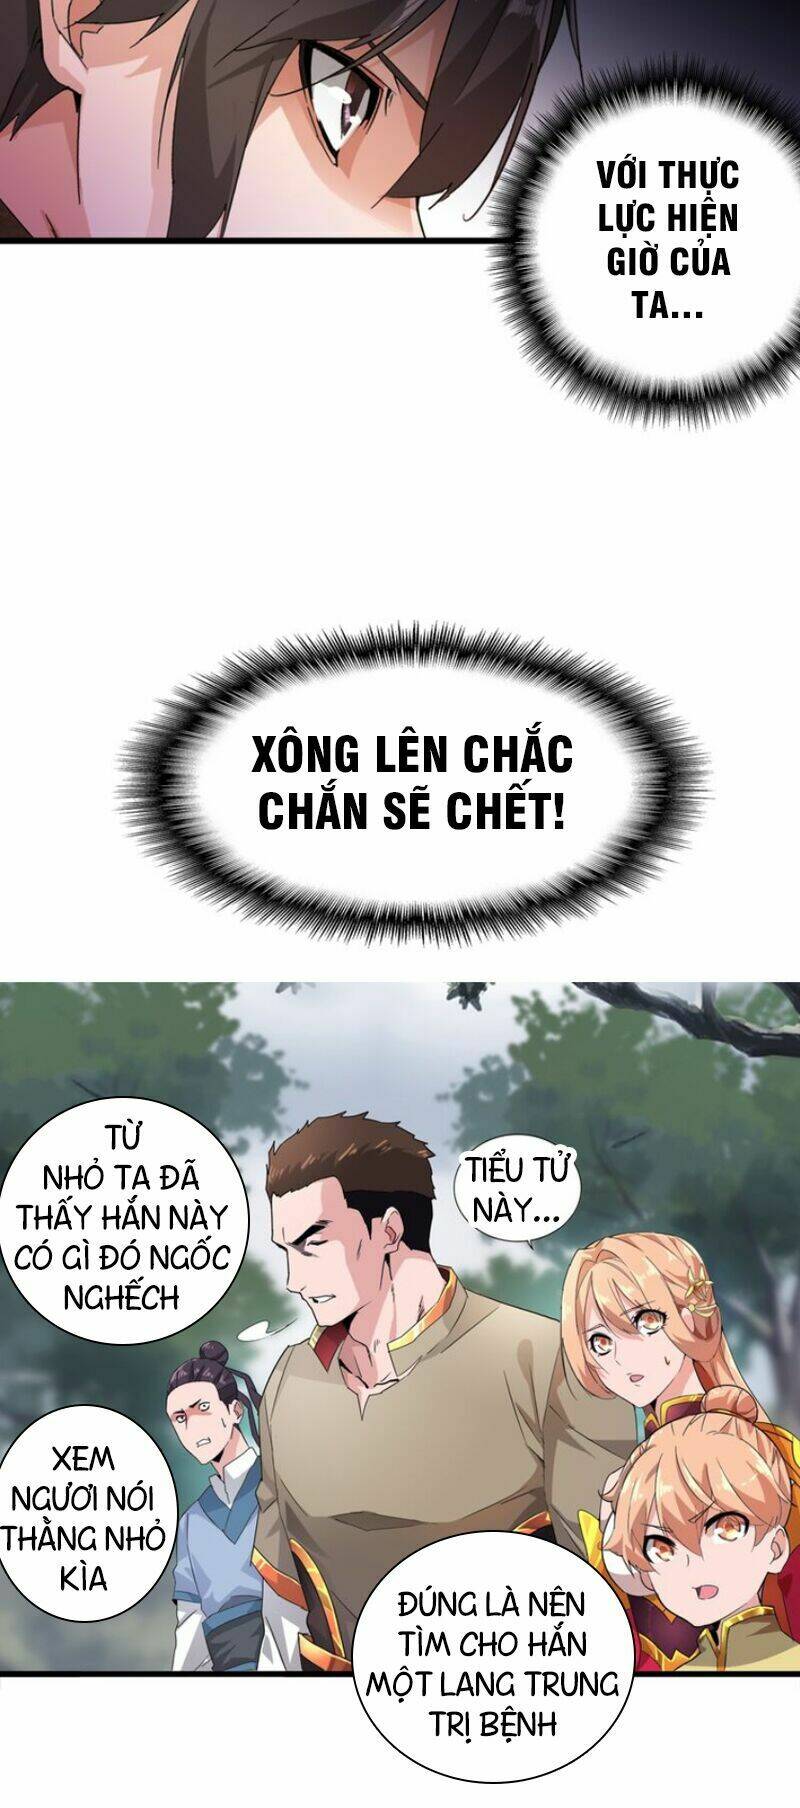 VỚI THỰC
LỰC HIỆN
GIỜ CỦA
TA...
XÔNG LÊN CHẮC
CHẮN SẼ CHẾT!
TỪ
NHỎ TA ĐÃ
THẤY HẮN NÀY
CÓ GÌ ĐÓ NGỐC
NGHẾCH
TIỂU TỬ
NÀY...
XEM
NGƯƠI NÓI
THẰNG NHỎ
KÌA
ĐÚNG LÀ NÊN
TÌM CHO HẮN
MỘT LANG TRUNG
TRỊ BỆNH